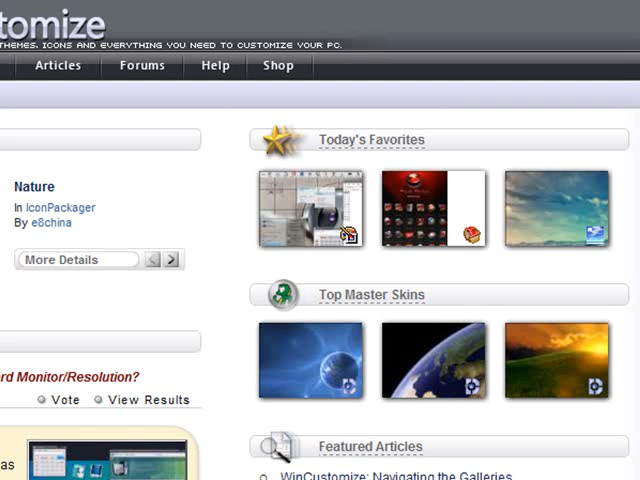 tomize
THEMES, ICONS AND EVERYTHING YOU NEED TO CUSTOMIZE YOUR PC.
Articles
Forums
Help
Shop
Today's Favorites
Nature
In IconPackager
By e8china
More Details
Top Master Skins
rd Monitor/Resolution?
Vote
View Results
Featured Articles
as
WinCustomize: Navigating the Galleries